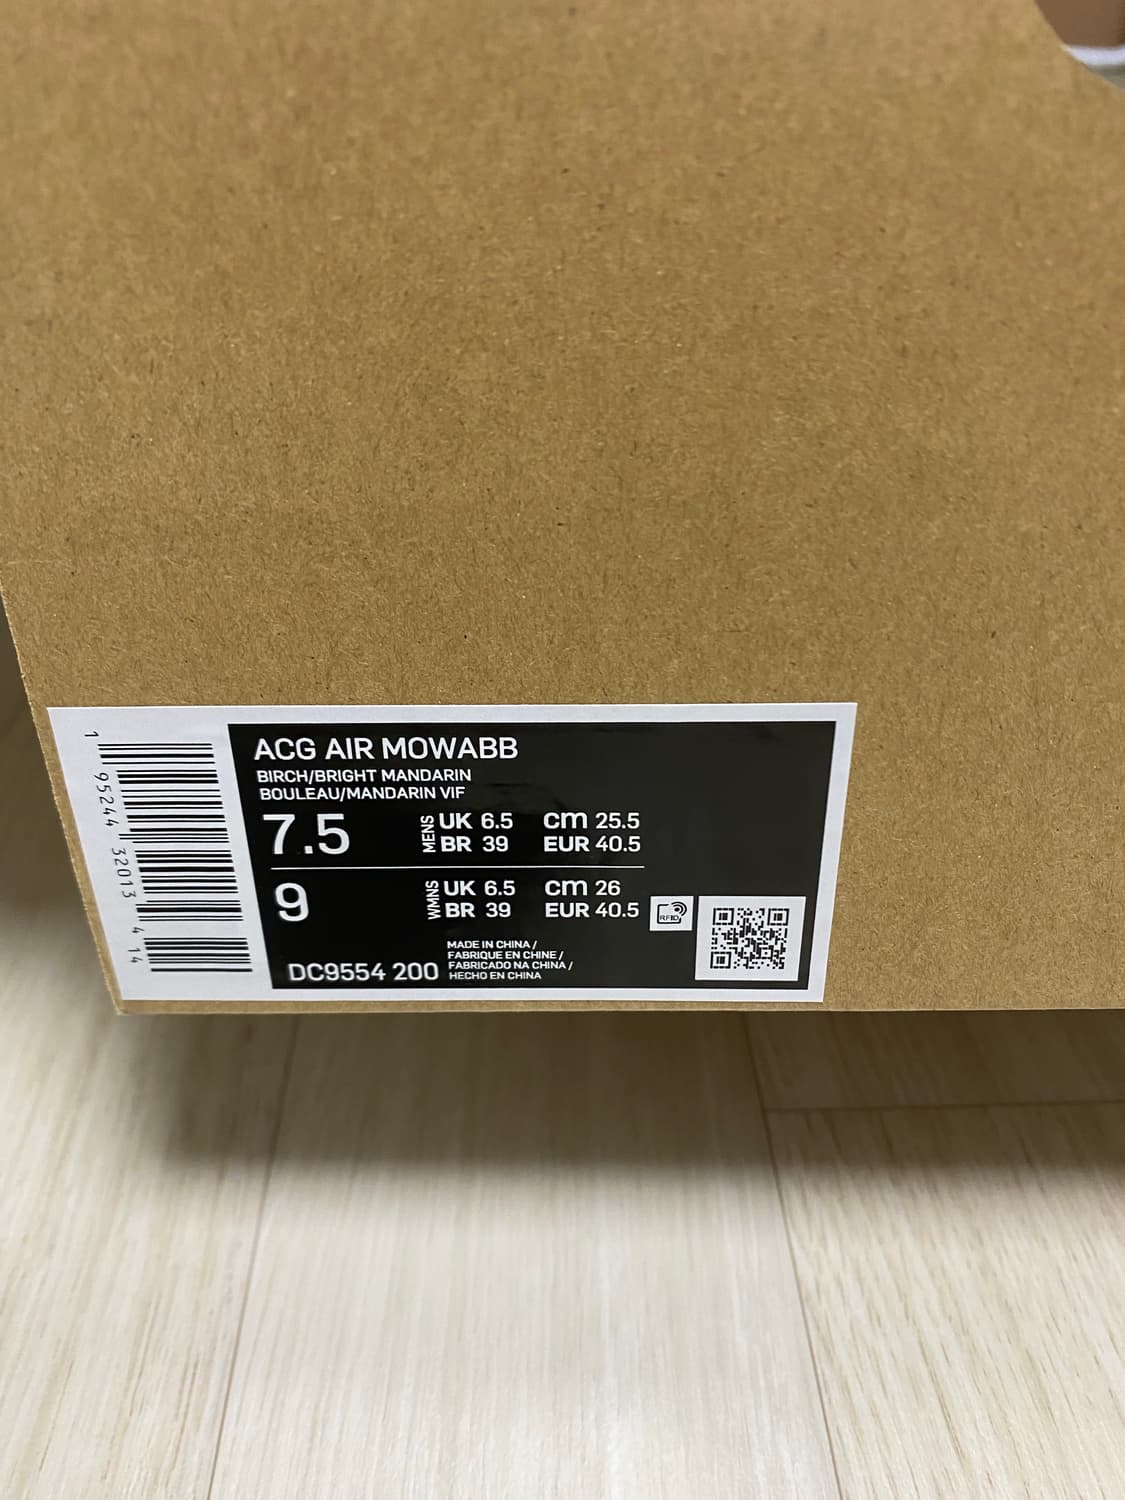 ACG AIR MOWABB
BIRCH/BRIGHT MANDARIN
BOULEAU/MANDARIN VIF
7.5 MENS UK 6.5 cm 25.5
BR 39 EUR 40.5
9 WMNS UK 6.5 cm 26
BR 39 EUR 40.5
RFID
MADE IN CHINA /
FABRIQUE EN CHINE /
FABRICADO NA CHINA /
HECHO EN CHINA
DC9554 200
1 95244 32013 4 14